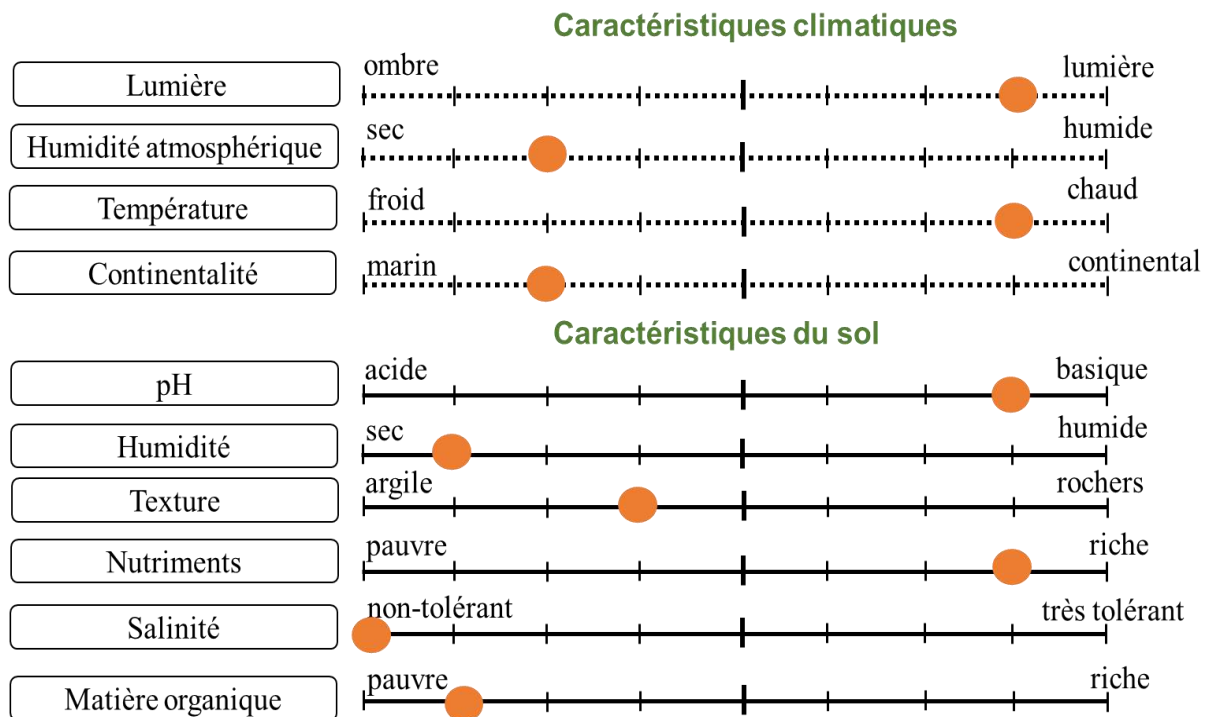 Caractéristiques climatiques
Lumière
ombre
lumière
Humidité atmosphérique
sec
humide
Température
froid
chaud
Continentalité
marin
continental
Caractéristiques du sol
pH
acide
basique
Humidité
sec
humide
Texture
argile
rochers
Nutriments
pauvre
riche
Salinité
non-tolérant
très tolérant
Matière organique
pauvre
riche